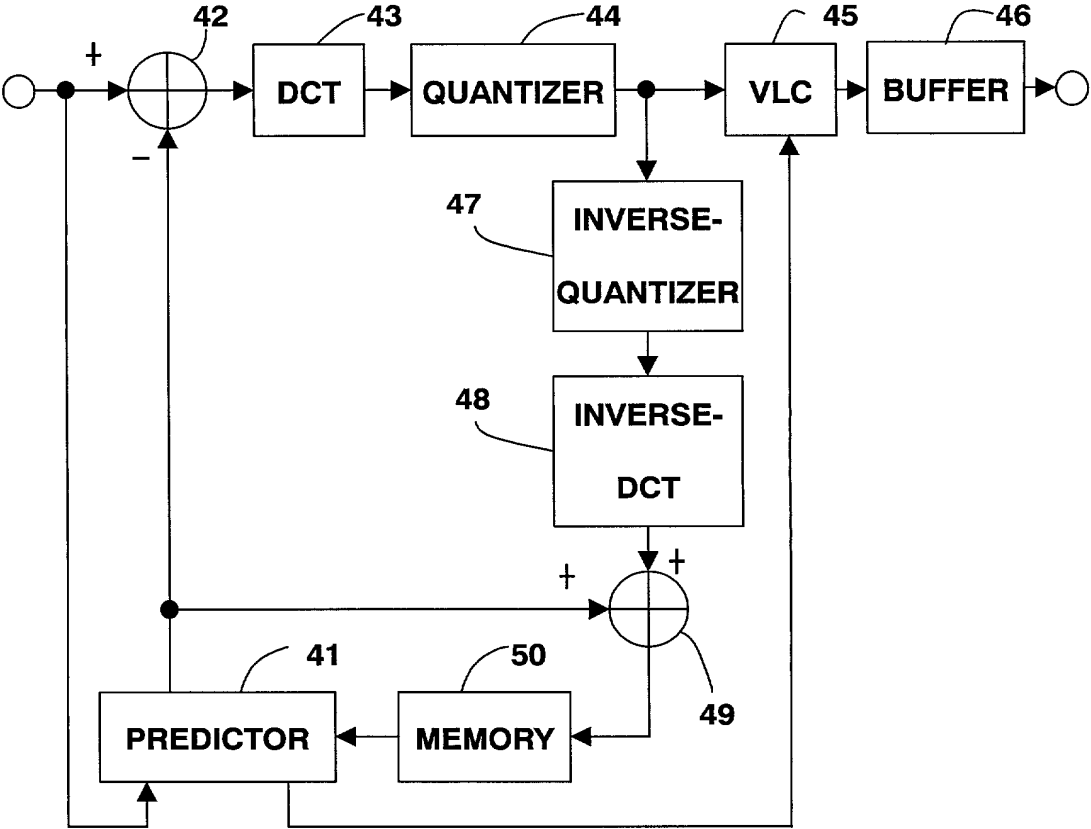 42
43
44
45
46
+
DCT
QUANTIZER
VLC
BUFFER
−
47
INVERSE-
QUANTIZER
48
INVERSE-
DCT
+
+
41
50
49
PREDICTOR
MEMORY